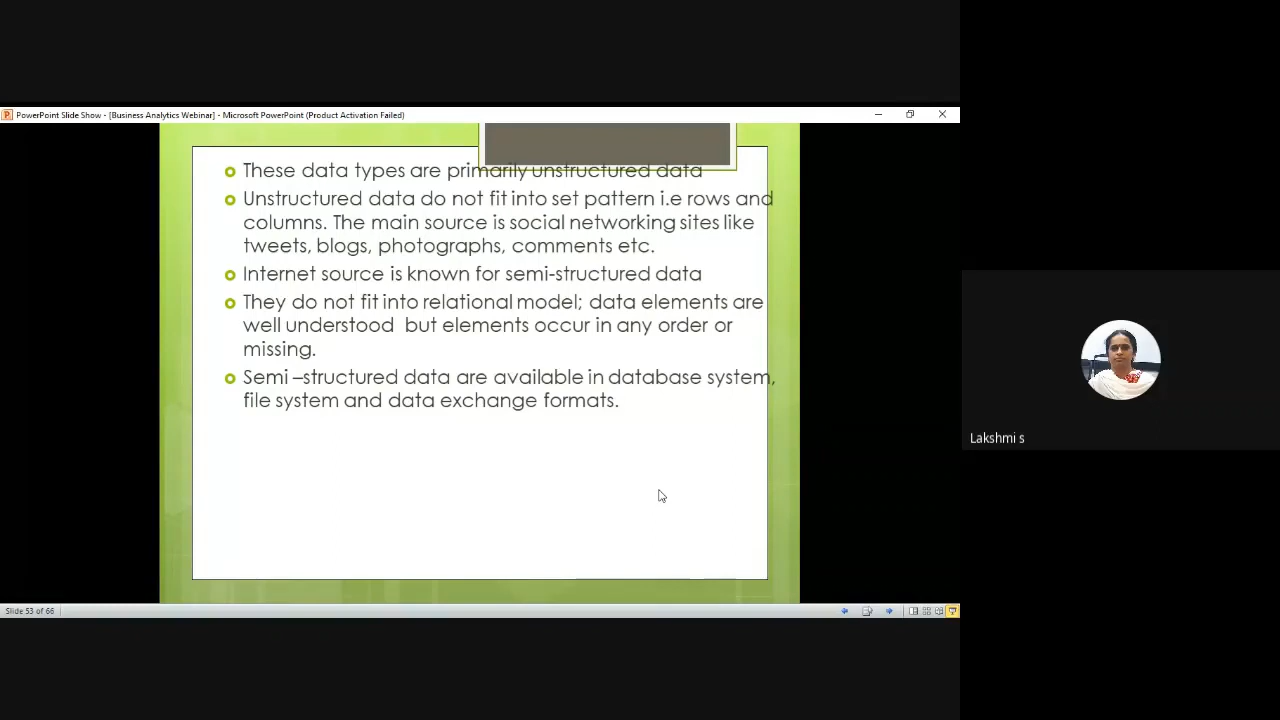 PowerPoint Slide Show - [Business Analytics Webinar] - Microsoft PowerPoint (Product Activation Failed)
These data types are primarily unstructured data
Unstructured data do not fit into set pattern i.e rows and
columns. The main source is social networking sites like
tweets, blogs, photographs, comments etc.
Internet source is known for semi-structured data
They do not fit into relational model; data elements are
well understood  but elements occur in any order or
missing.
Semi –structured data are available in database system,
file system and data exchange formats.
Lakshmi s
Slide 53 of 66